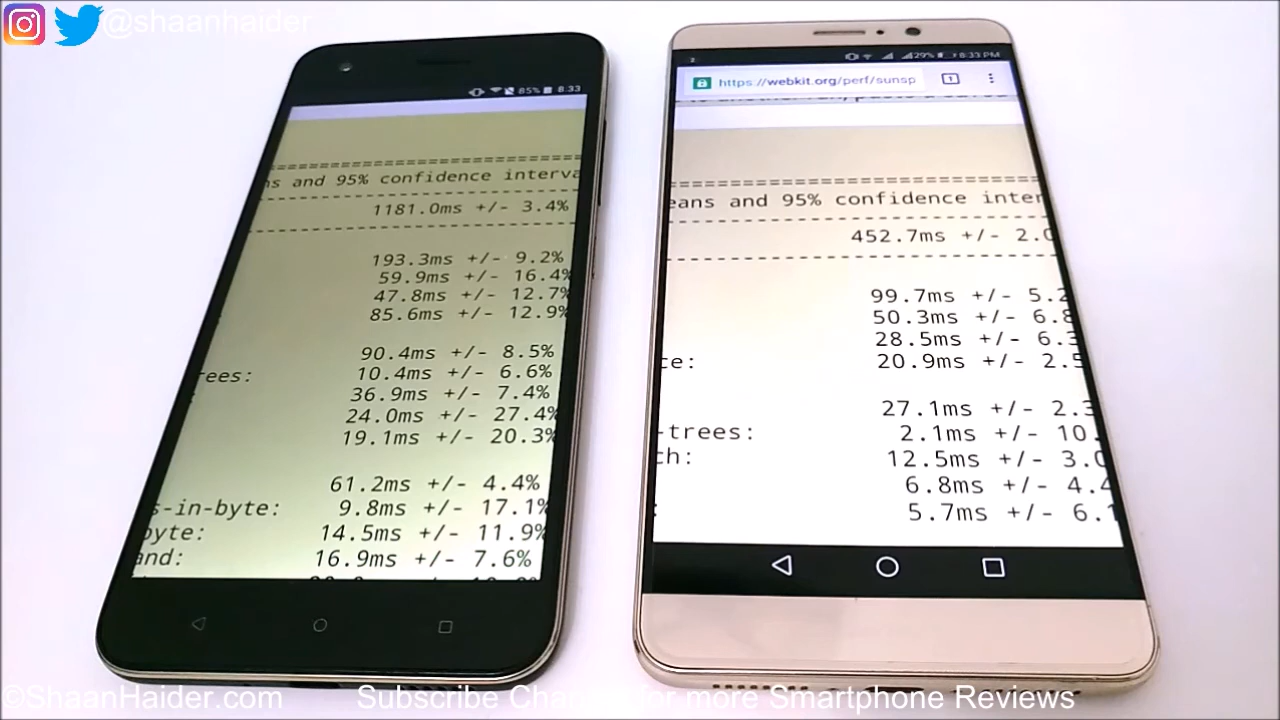 @shaanhaider
85% 8:33
ns and 95% confidence interva
1181.0ms +/- 3.4%
193.3ms +/- 9.2%
59.9ms +/- 16.4%
47.8ms +/- 12.7%
85.6ms +/- 12.9%
90.4ms +/- 8.5%
rees: 10.4ms +/- 6.6%
36.9ms +/- 7.4%
24.0ms +/- 27.4%
19.1ms +/- 20.3%
61.2ms +/- 4.4%
s-in-byte: 9.8ms +/- 17.1%
byte: 14.5ms +/- 11.9%
and: 16.9ms +/- 7.6%
29% 8:33 PM
https://webkit.org/perf/sunsp
1
eans and 95% confidence inter
452.7ms +/- 2.0
99.7ms +/- 5.2
50.3ms +/- 6.8
28.5ms +/- 6.3
ce: 20.9ms +/- 2.5
27.1ms +/- 2.3
-trees: 2.1ms +/- 10.
ch: 12.5ms +/- 3.0
6.8ms +/- 4.4
5.7ms +/- 6.1
©ShaanHaider.com Subscribe Channel for more Smartphone Reviews